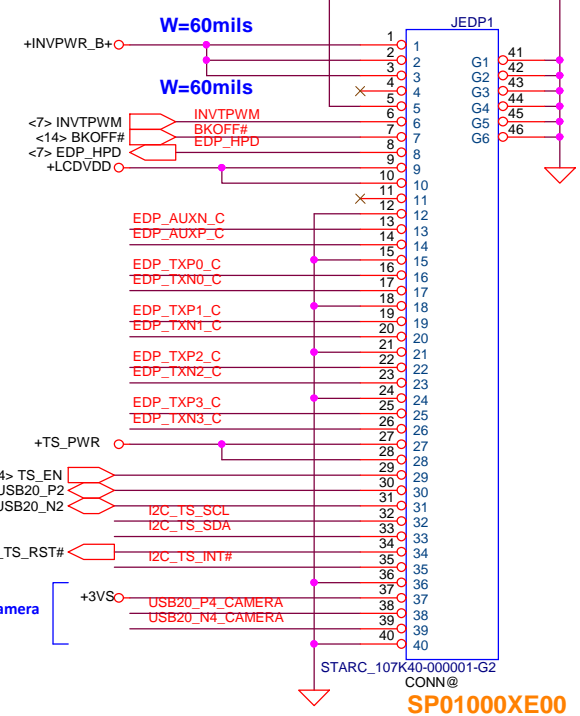 W=60mils
JEDP1
+INVPWR_B+
1 1
2 2
3 3
4 4
5 5
6 6
7 7
8 8
9 9
10 10
11 11
12 12
13 13
14 14
15 15
16 16
17 17
18 18
19 19
20 20
21 21
22 22
23 23
24 24
25 25
26 26
27 27
28 28
29 29
30 30
31 31
32 32
33 33
34 34
35 35
36 36
37 37
38 38
39 39
40 40
G1 41
G2 42
G3 43
G4 44
G5 45
G6 46
W=60mils
<7> INVTPWM INVTPWM
<14> BKOFF# BKOFF#
<7> EDP_HPD EDP_HPD
+LCDVDD
EDP_AUXN_C
EDP_AUXP_C
EDP_TXP0_C
EDP_TXN0_C
EDP_TXP1_C
EDP_TXN1_C
EDP_TXP2_C
EDP_TXN2_C
EDP_TXP3_C
EDP_TXN3_C
+TS_PWR
4> TS_EN
USB20_P2
USB20_N2
I2C_TS_SCL
I2C_TS_SDA
_TS_RST#
I2C_TS_INT#
+3VS
amera
USB20_P4_CAMERA
USB20_N4_CAMERA
STARC_107K40-000001-G2
CONN@
SP01000XE00